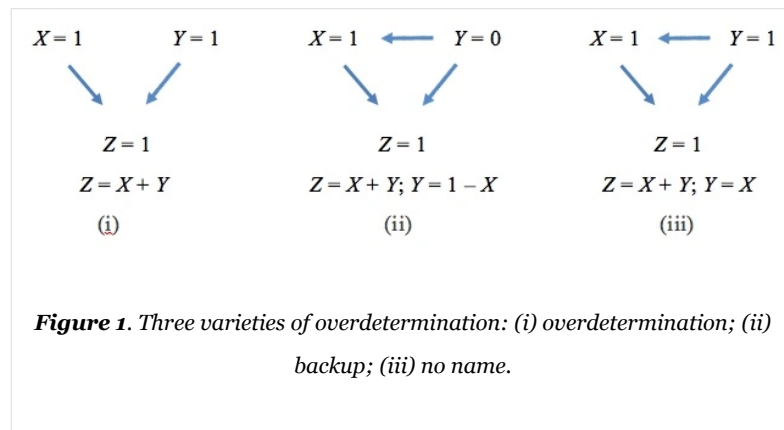 X = 1 Y = 1 X = 1 Y = 0 X = 1 Y = 1
Z = 1 Z = 1 Z = 1
Z = X + Y Z = X + Y; Y = 1 – X Z = X + Y; Y = X
(i) (ii) (iii)
Figure 1. Three varieties of overdetermination: (i) overdetermination; (ii)
backup; (iii) no name.